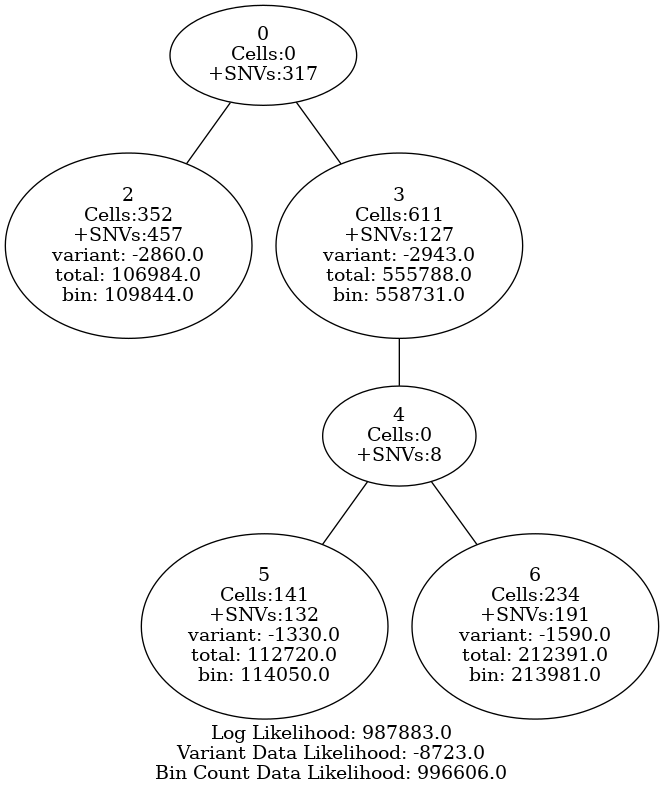 0
Cells:0
+SNVs:317
2
Cells:352
+SNVs:457
variant: -2860.0
total: 106984.0
bin: 109844.0
3
Cells:611
+SNVs:127
variant: -2943.0
total: 555788.0
bin: 558731.0
4
Cells:0
+SNVs:8
5
Cells:141
+SNVs:132
variant: -1330.0
total: 112720.0
bin: 114050.0
6
Cells:234
+SNVs:191
variant: -1590.0
total: 212391.0
bin: 213981.0
Log Likelihood: 987883.0
Variant Data Likelihood: -8723.0
Bin Count Data Likelihood: 996606.0